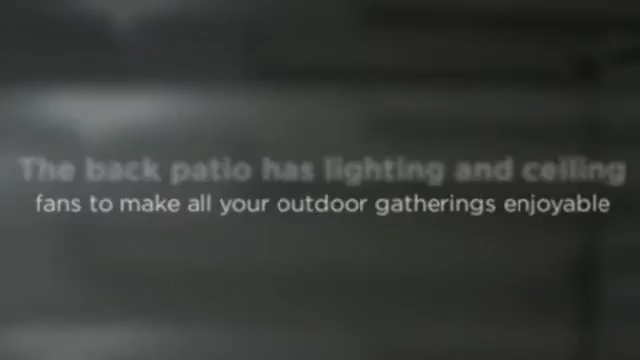 The back patio has lighting and ceiling
fans to make all your outdoor gatherings enjoyable